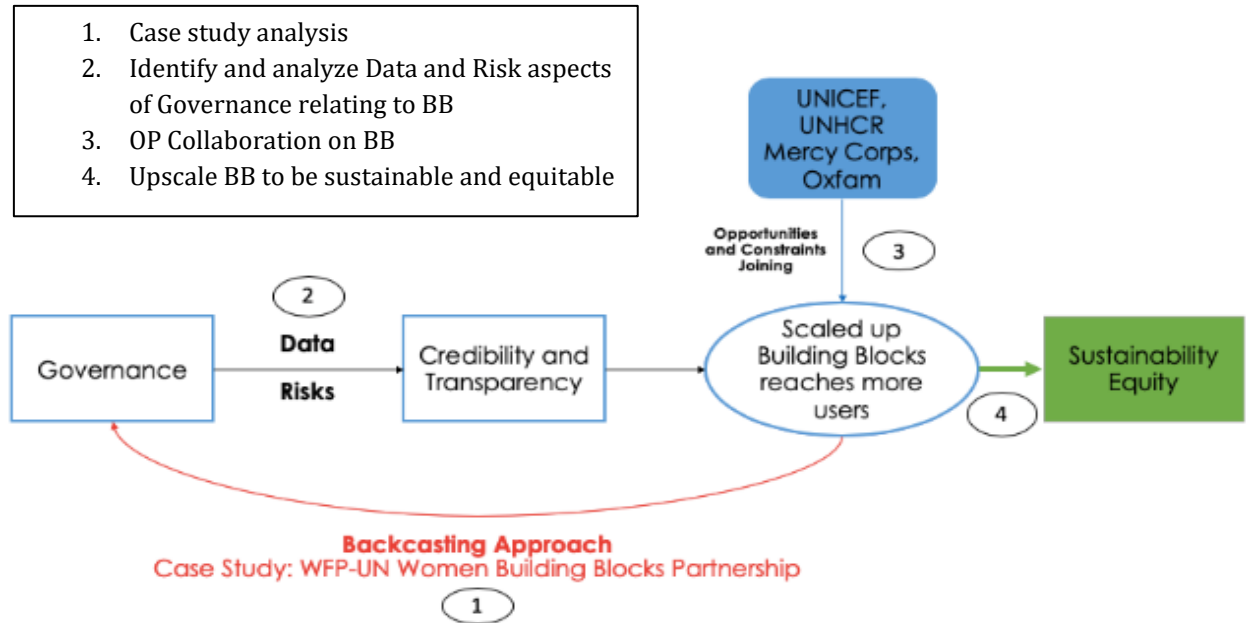 1. Case study analysis
2. Identify and analyze Data and Risk aspects
of Governance relating to BB
3. OP Collaboration on BB
4. Upscale BB to be sustainable and equitable
UNICEF,
UNHCR
Mercy Corps,
Oxfam
Opportunities
and Constraints
Joining
3
2
Governance
Data
Risks
Credibility and
Transparency
Scaled up
Building Blocks
reaches more
users
4
Sustainability
Equity
Backcasting Approach
Case Study: WFP-UN Women Building Blocks Partnership
1